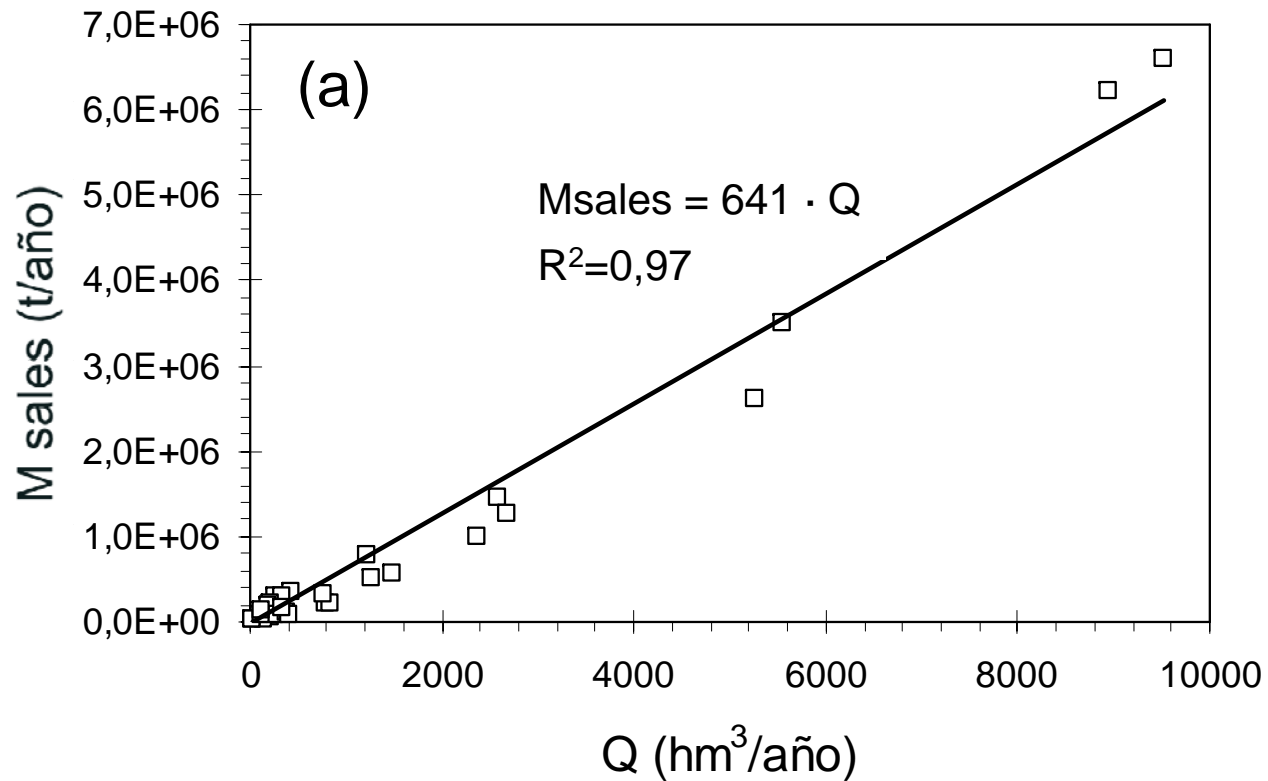 7,0E+06
(a)
6,0E+06
5,0E+06
Msales = 641 · Q
R²=0,97
4,0E+06
3,0E+06
2,0E+06
1,0E+06
0,0E+06
M sales (t/año)
0 2000 4000 6000 8000 10000
Q (hm³/año)